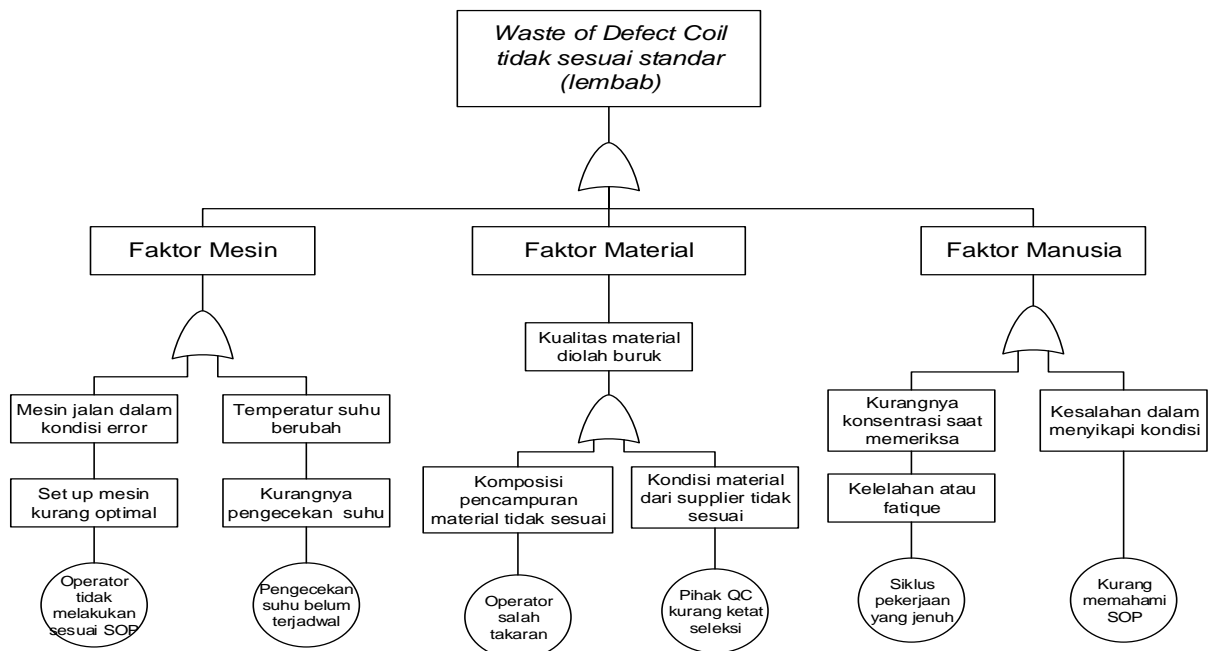 Waste of Defect Coil
tidak sesuai standar
(lembab)
Faktor Mesin
Faktor Material
Faktor Manusia
Kualitas material
diolah buruk
Mesin jalan dalam
kondisi error
Temperatur suhu
berubah
Kurangnya
konsentrasi saat
memeriksa
Kesalahan dalam
menyikapi kondisi
Komposisi
pencampuran
material tidak sesuai
Kondisi material
dari supplier tidak
sesuai
Set up mesin
kurang optimal
Kurangnya
pengecekan suhu
Kelelahan atau
fatique
Operator
tidak
melakukan
sesuai SOP
Pengecekan
suhu belum
terjadwal
Operator
salah
takaran
Pihak QC
kurang ketat
seleksi
Siklus
pekerjaan
yang jenuh
Kurang
memahami
SOP